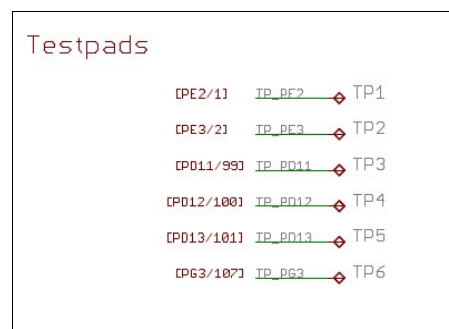 Testpads
[PE2/1] TP_PE2 TP1
[PE3/2] TP_PE3 TP2
[PD11/99] TP_PD11 TP3
[PD12/100] TP_PD12 TP4
[PD13/101] TP_PD13 TP5
[PG3/107] TP_PG3 TP6